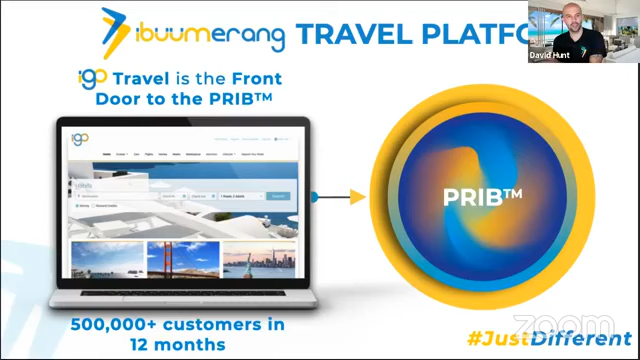 ibuumerang TRAVEL PLATFO
David Hunt
igo Travel is the Front
Door to the PRIB™
igo
PRIB™
500,000+ customers in
12 months
zoom
#JustDifferent